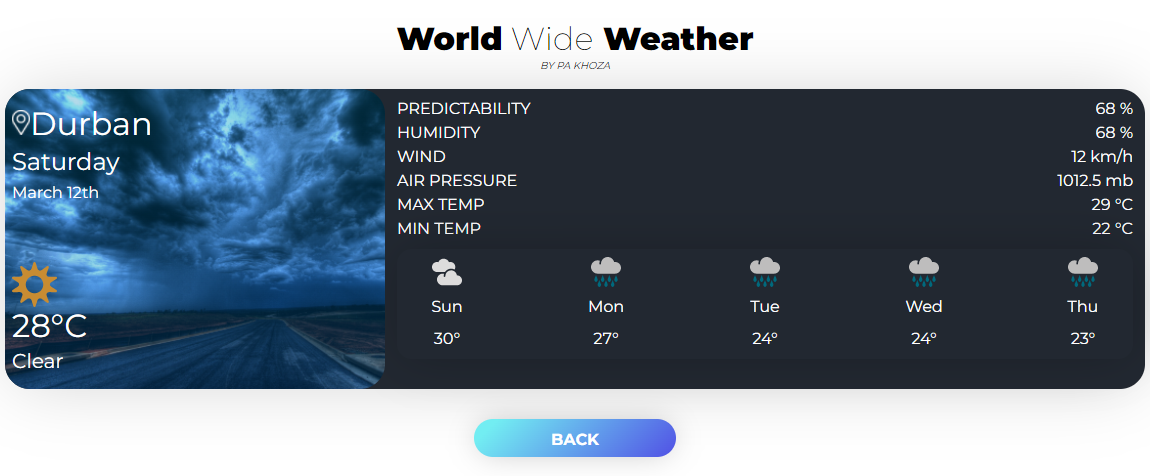 World Wide Weather
BY PA KHOZA
Durban
Saturday
March 12th
28°C
Clear
PREDICTABILITY 68 %
HUMIDITY 68 %
WIND 12 km/h
AIR PRESSURE 1012.5 mb
MAX TEMP 29 °C
MIN TEMP 22 °C
Sun Mon Tue Wed Thu
30° 27° 24° 24° 23°
BACK